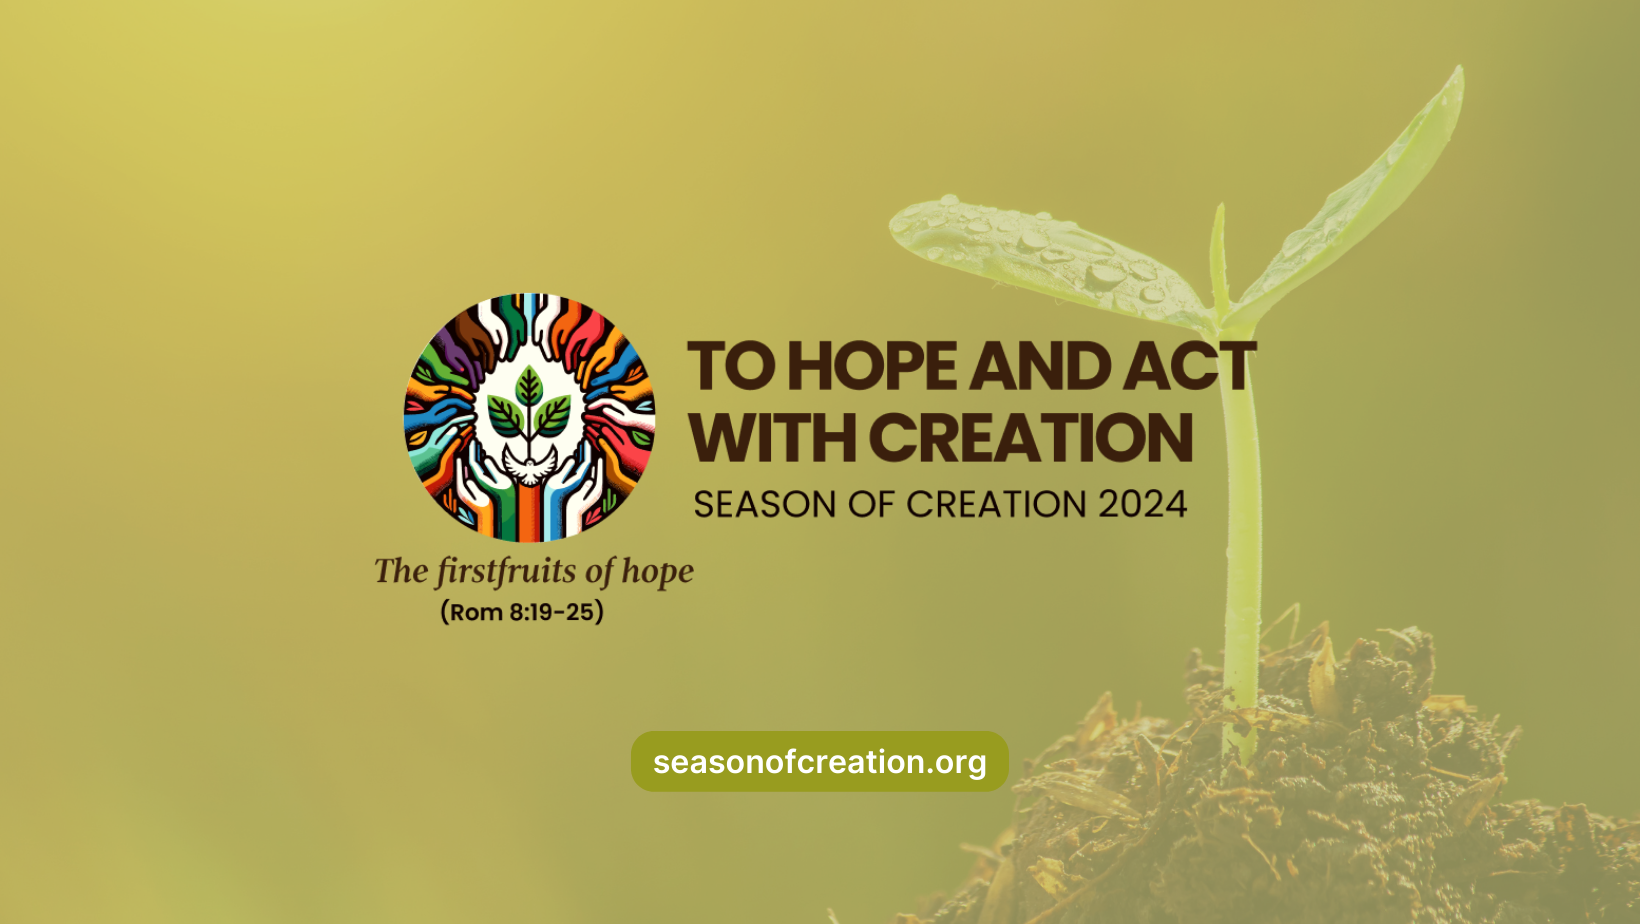 TO HOPE AND ACT
WITH CREATION
SEASON OF CREATION 2024
The firstfruits of hope
(Rom 8:19-25)
seasonofcreation.org